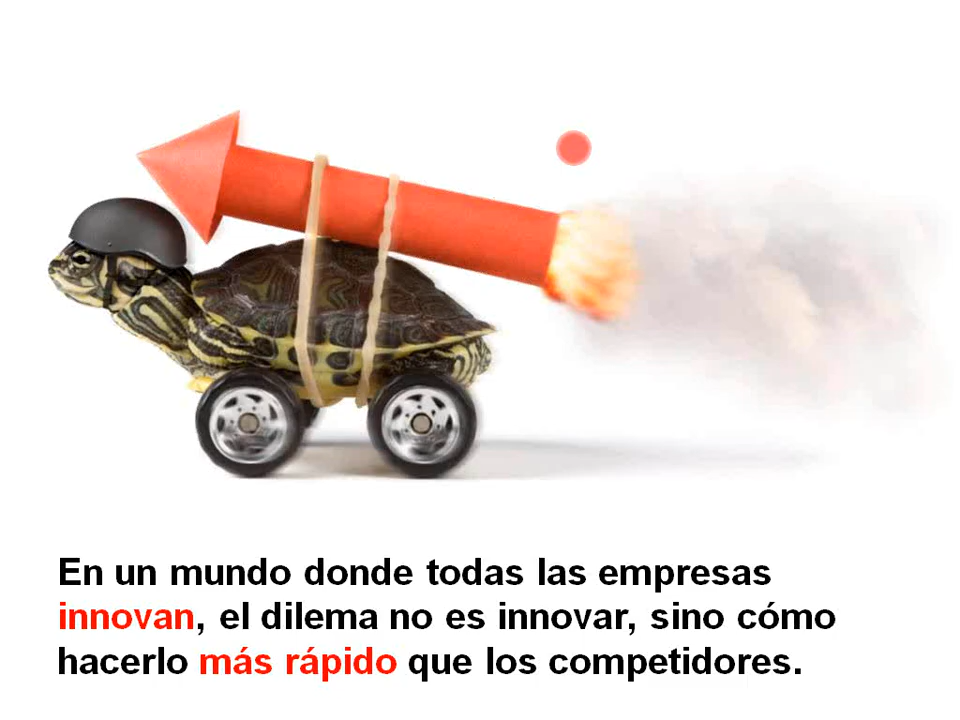 En un mundo donde todas las empresas
innovan, el dilema no es innovar, sino cómo
hacerlo más rápido que los competidores.